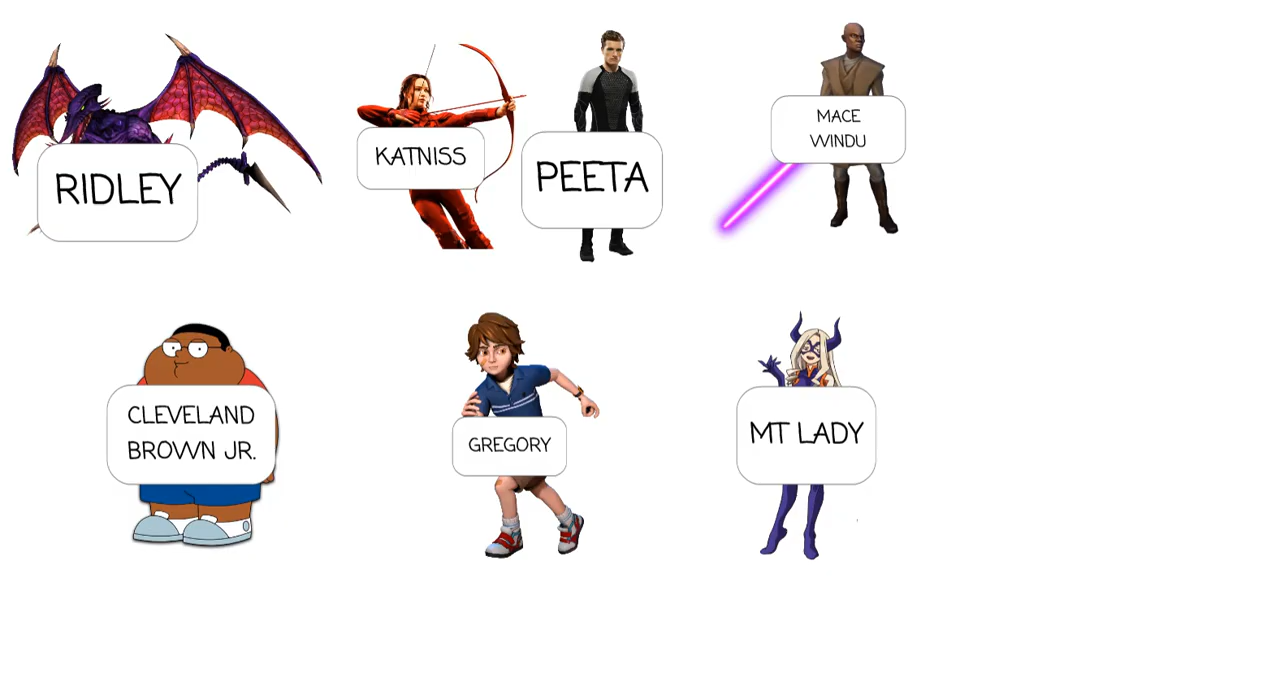 RIDLEY
KATNISS
PEETA
MACE
WINDU
CLEVELAND
BROWN JR.
GREGORY
MT LADY